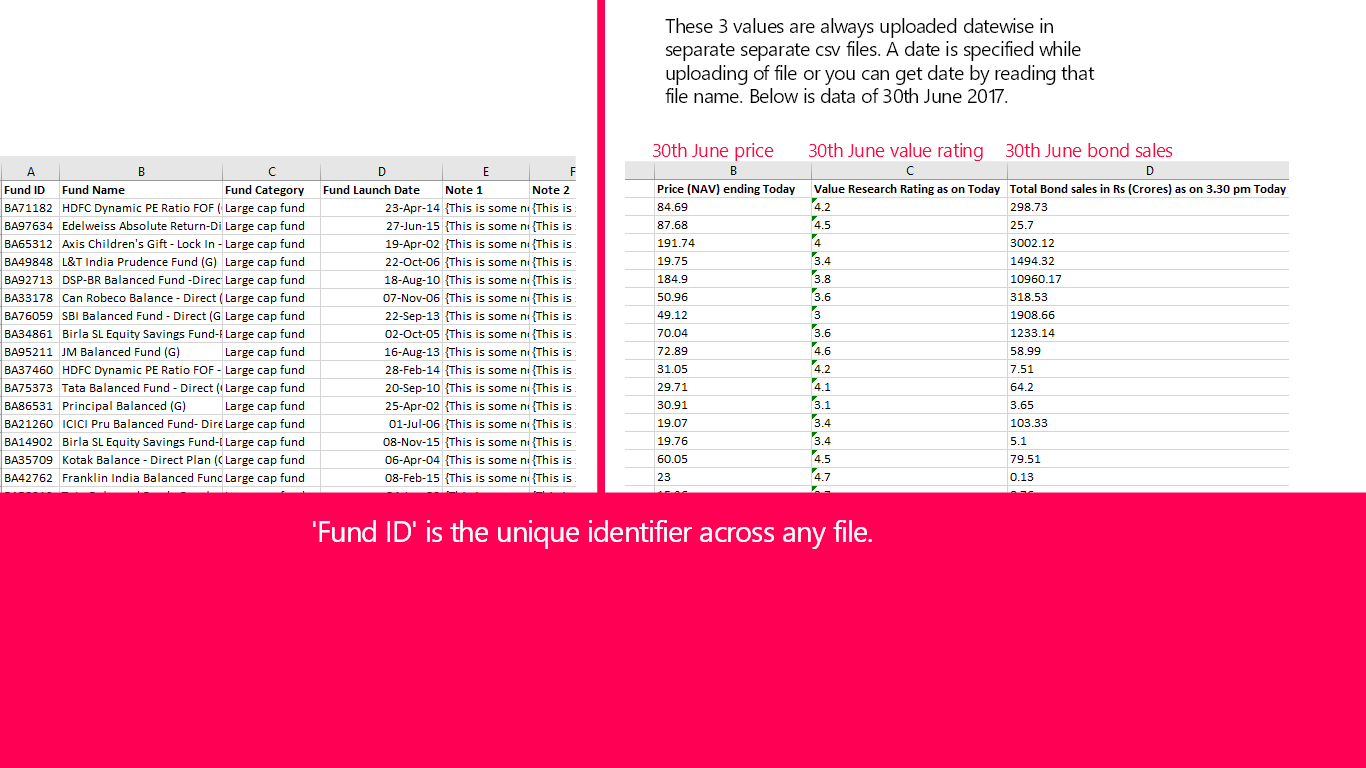 These 3 values are always uploaded datewise in
separate separate csv files. A date is specified while
uploading of file or you can get date by reading that
file name. Below is data of 30th June 2017.
30th June price 30th June value rating 30th June bond sales
A B C D E F
Fund ID Fund Name Fund Category Fund Launch Date Note 1 Note 2
BA71182 HDFC Dynamic PE Ratio FOF ( Large cap fund 23-Apr-14 {This is some {This is
BA97634 Edelweiss Absolute Return-Di Large cap fund 27-Jun-15 {This is some {This is
BA65312 Axis Children's Gift - Lock In - Large cap fund 19-Apr-02 {This is some {This is
BA49848 L&T India Prudence Fund (G) Large cap fund 22-Oct-06 {This is some {This is
BA92713 DSP-BR Balanced Fund -Direc Large cap fund 18-Aug-10 {This is some {This is
BA33178 Can Robeco Balance - Direct ( Large cap fund 07-Nov-06 {This is some {This is
BA76059 SBI Balanced Fund - Direct (G Large cap fund 22-Sep-13 {This is some {This is
BA34861 Birla SL Equity Savings Fund- Large cap fund 02-Oct-05 {This is some {This is
BA95211 JM Balanced Fund (G) Large cap fund 16-Aug-13 {This is some {This is
BA37460 HDFC Dynamic PE Ratio FOF - Large cap fund 28-Feb-14 {This is some {This is
BA75373 Tata Balanced Fund - Direct ( Large cap fund 20-Sep-10 {This is some {This is
BA86531 Principal Balanced (G) Large cap fund 25-Apr-02 {This is some {This is
BA21260 ICICI Pru Balanced Fund- Dire Large cap fund 01-Jul-06 {This is some {This is
BA14902 Birla SL Equity Savings Fund- Large cap fund 08-Nov-15 {This is some {This is
BA35709 Kotak Balance - Direct Plan (G Large cap fund 06-Apr-04 {This is some {This is
BA42762 Franklin India Balanced Fund Large cap fund 08-Feb-15 {This is some {This is
B C D
Price (NAV) ending Today Value Research Rating as on Today Total Bond sales in Rs (Crores) as on 3.30 pm Today
84.69 4.2 298.73
87.68 4.5 25.7
191.74 4 3002.12
19.75 3.4 1494.32
184.9 3.8 10960.17
50.96 3.6 318.53
49.12 3 1908.66
70.04 3.6 1233.14
72.89 4.6 58.99
31.05 4.2 7.51
29.71 4.1 64.2
30.91 3.1 3.65
19.07 3.4 103.33
19.76 3.4 5.1
60.05 4.5 79.51
23 4.7 0.13
'Fund ID' is the unique identifier across any file.